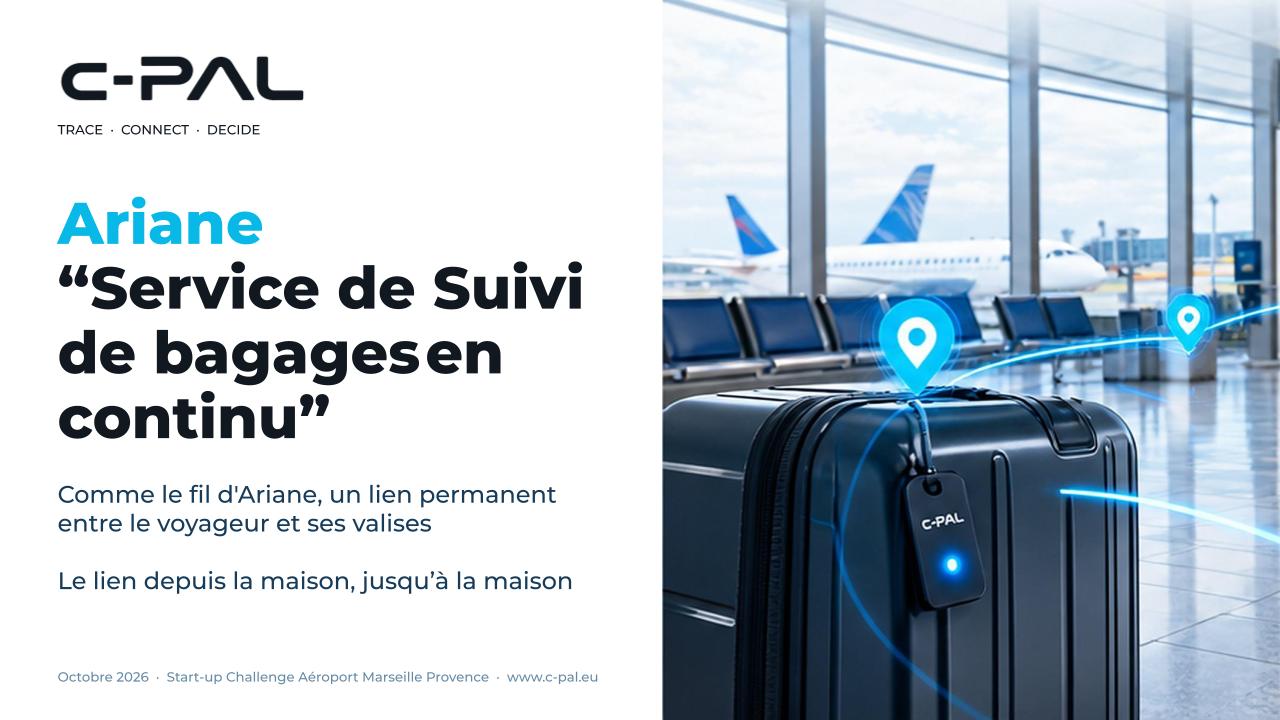 C-PAL
TRACE · CONNECT · DECIDE
Ariane
“Service de Suivi
de bagages en
continu”
Comme le fil d'Ariane, un lien permanent
entre le voyageur et ses valises
Le lien depuis la maison, jusqu’à la maison
Octobre 2026 · Start-up Challenge Aéroport Marseille Provence · www.c-pal.eu
C-PAL